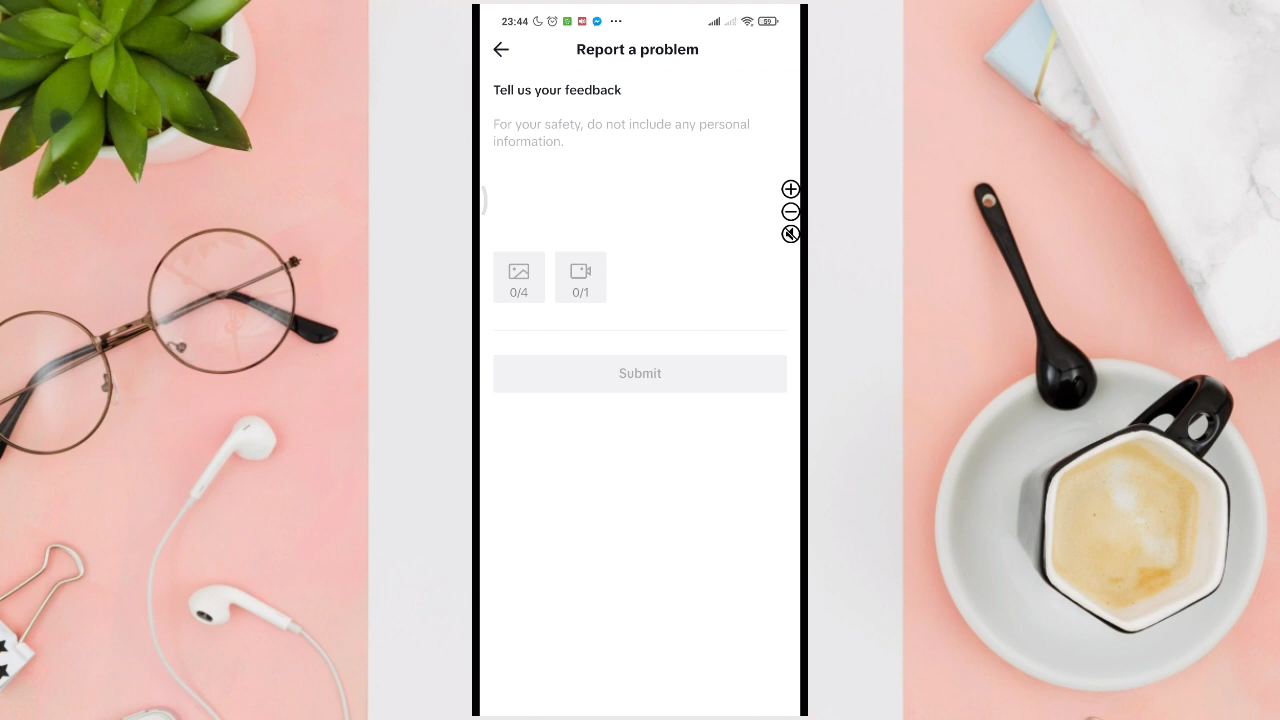 23:44
59
Report a problem
Tell us your feedback
For your safety, do not include any personal
information.
0/4
0/1
Submit